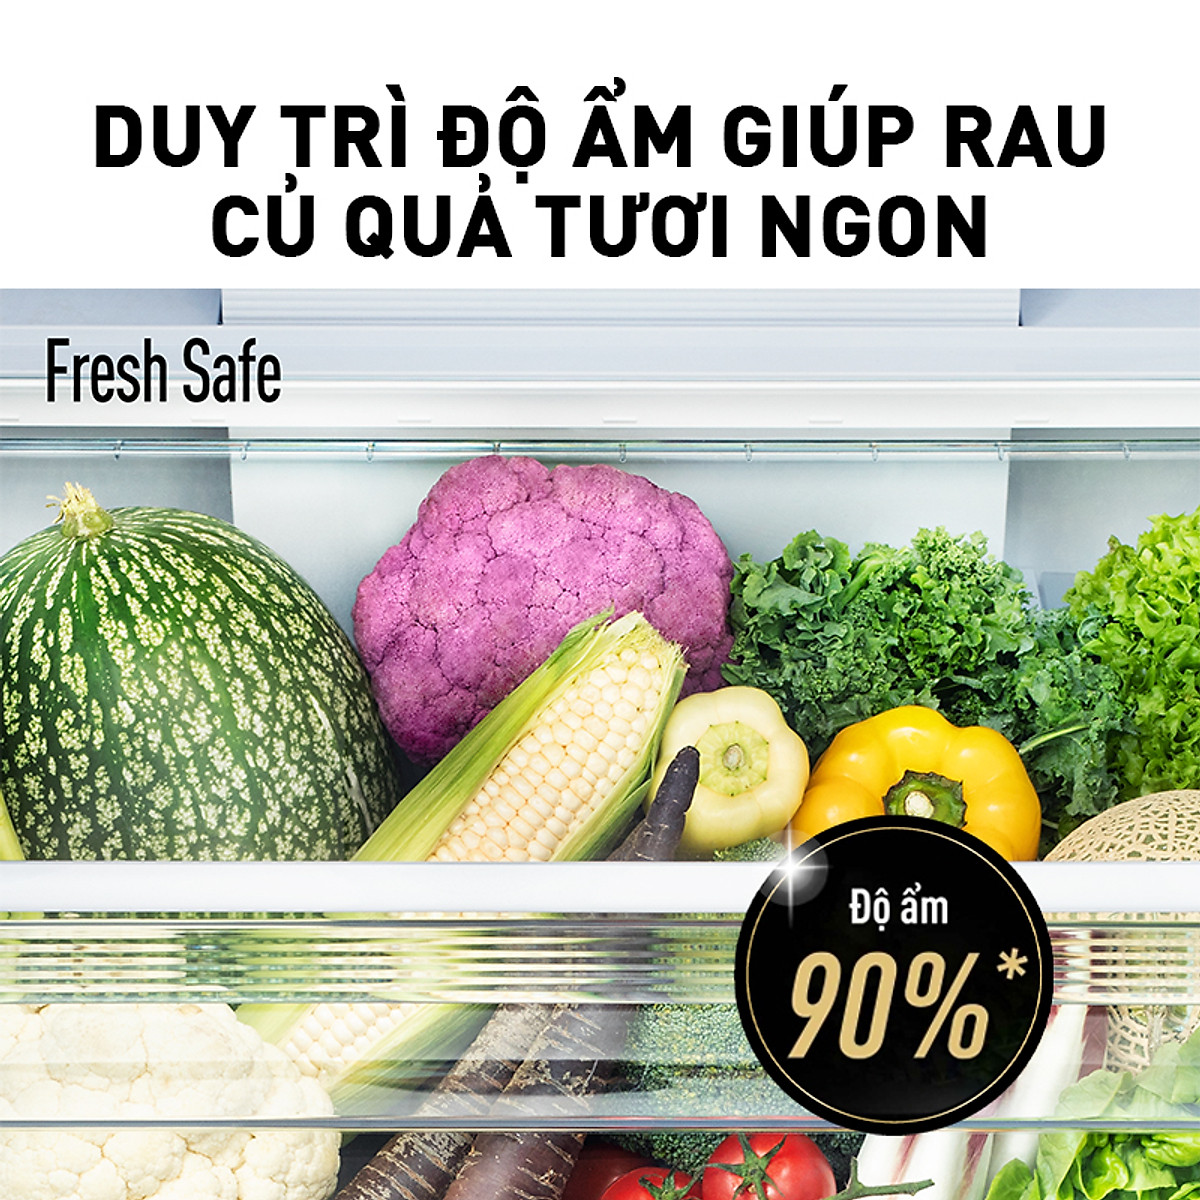 DUY TRÌ ĐỘ ẨM GIÚP RAU
CỦ QUẢ TƯƠI NGON
Fresh Safe
Độ ẩm
90%*